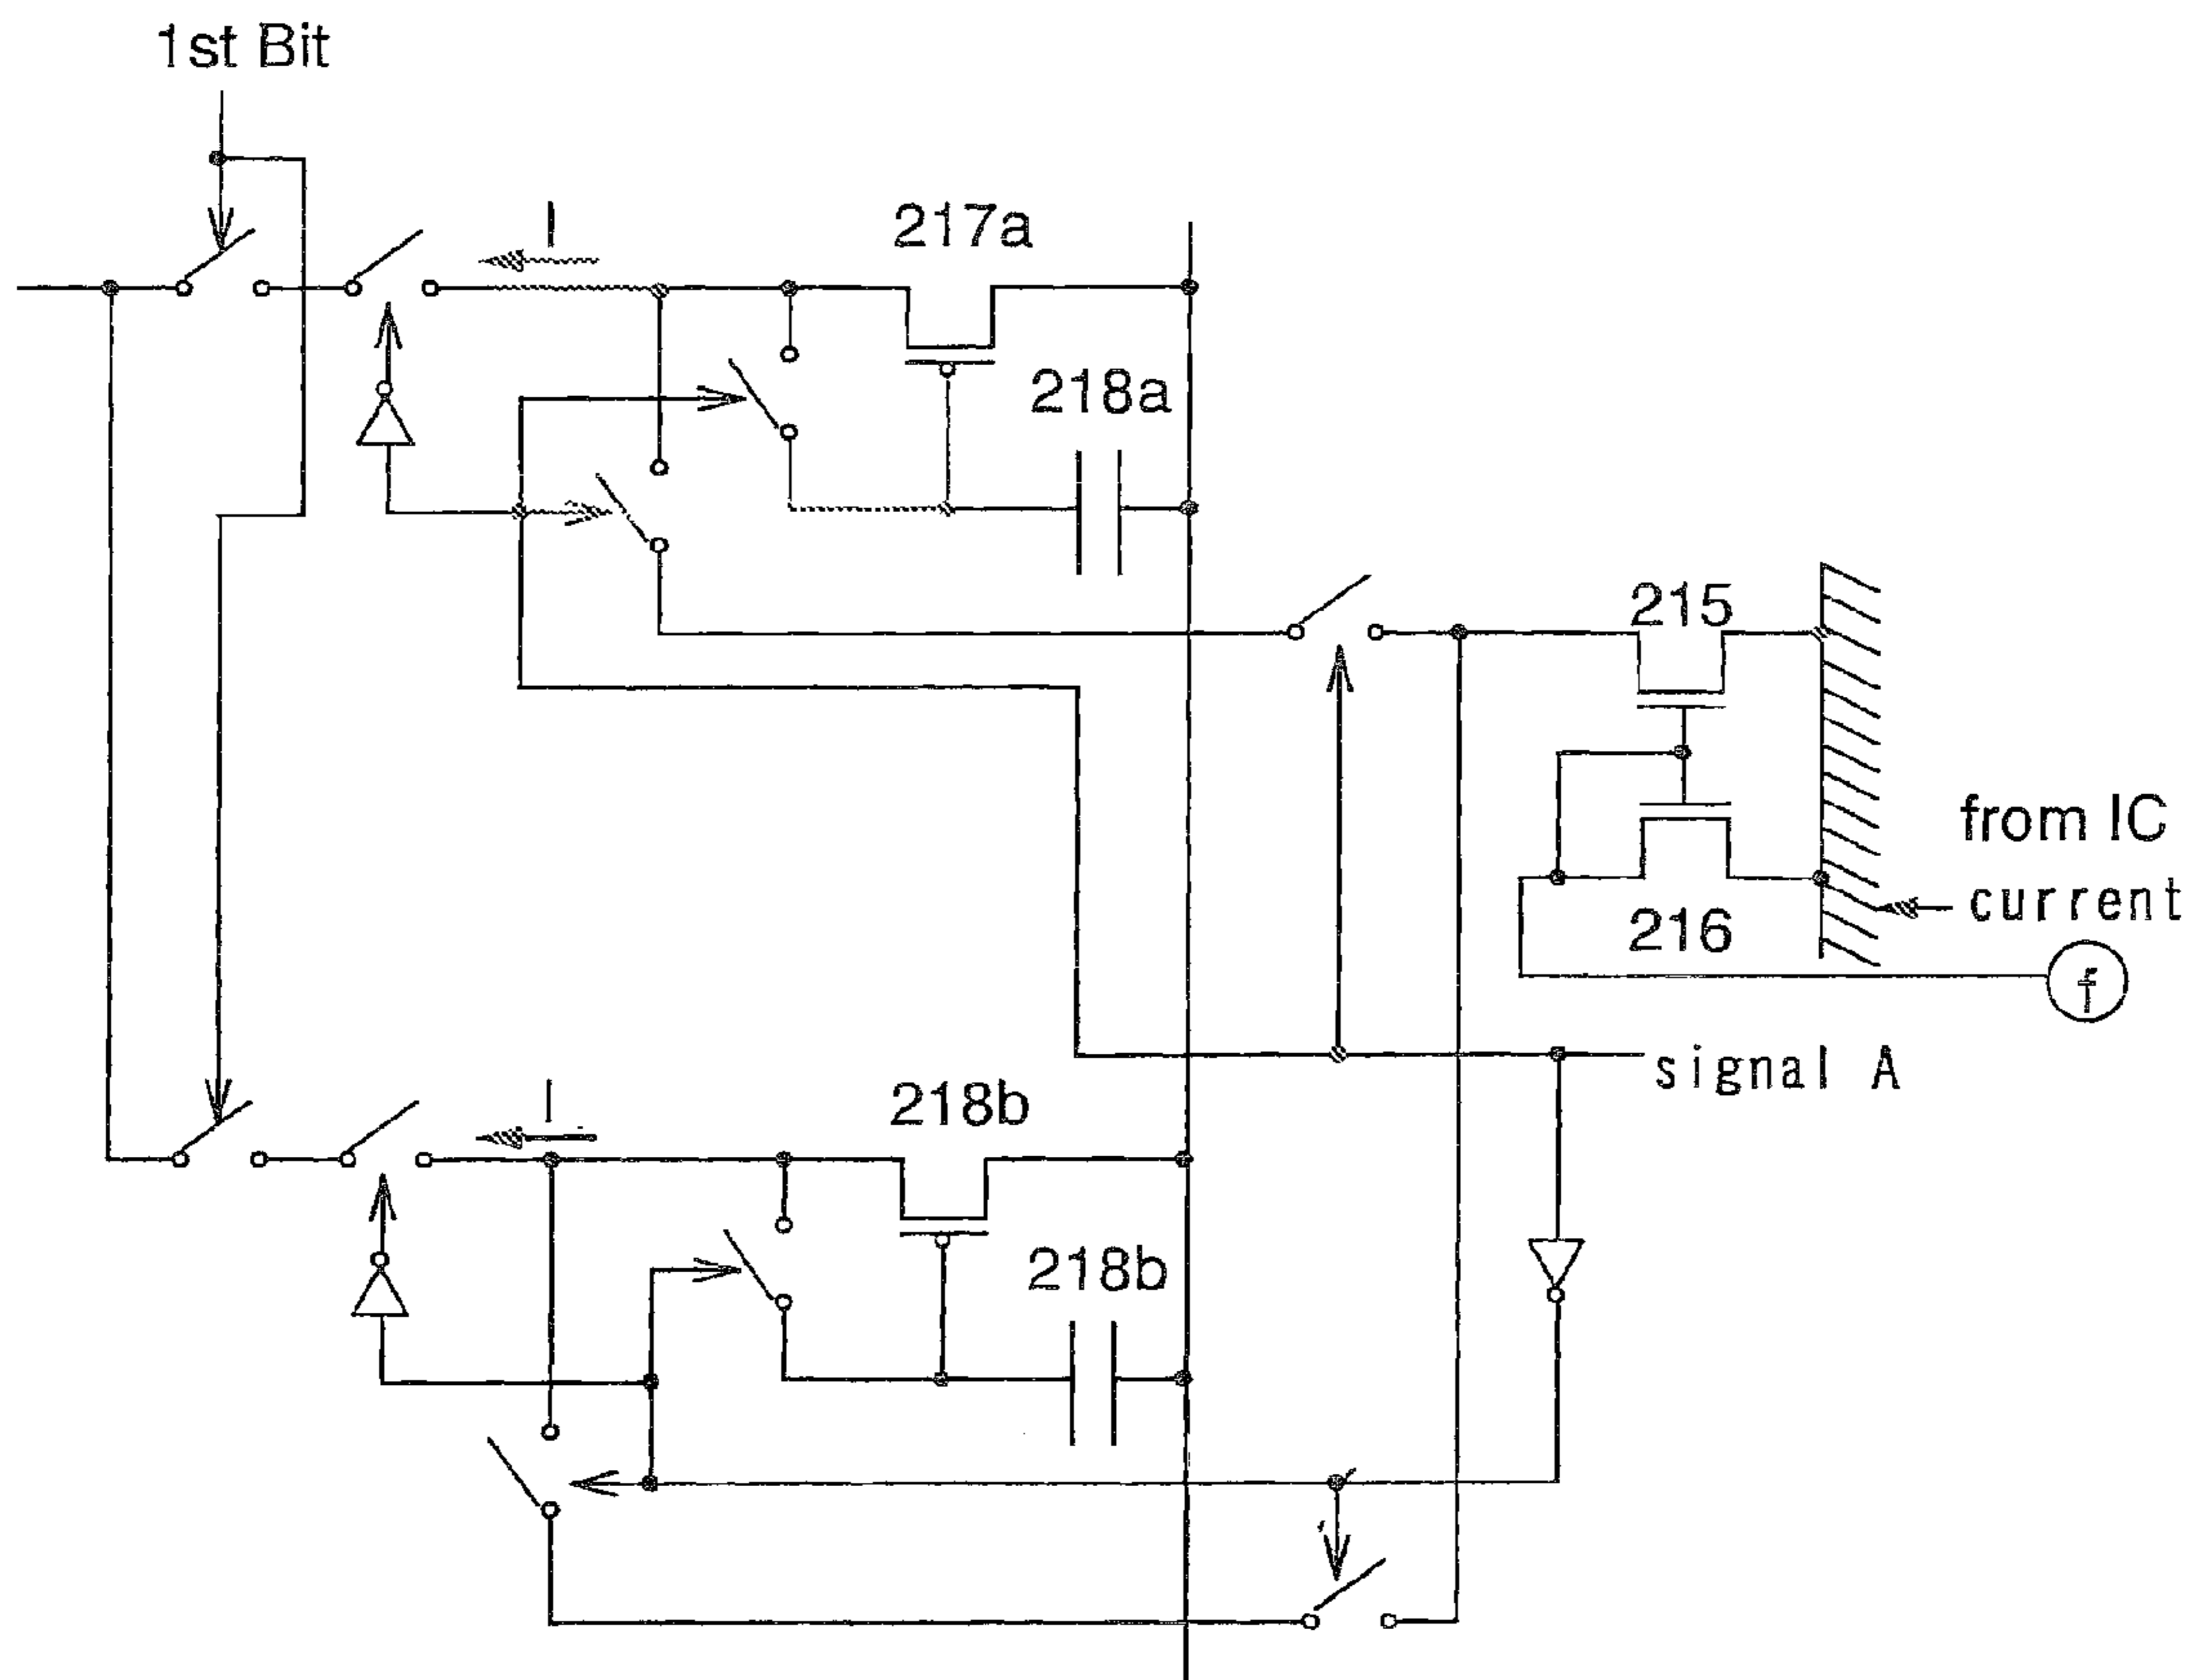 1st Bit
I
217a
218a
215
from IC
current
216
f
signal A
I
218b
218b